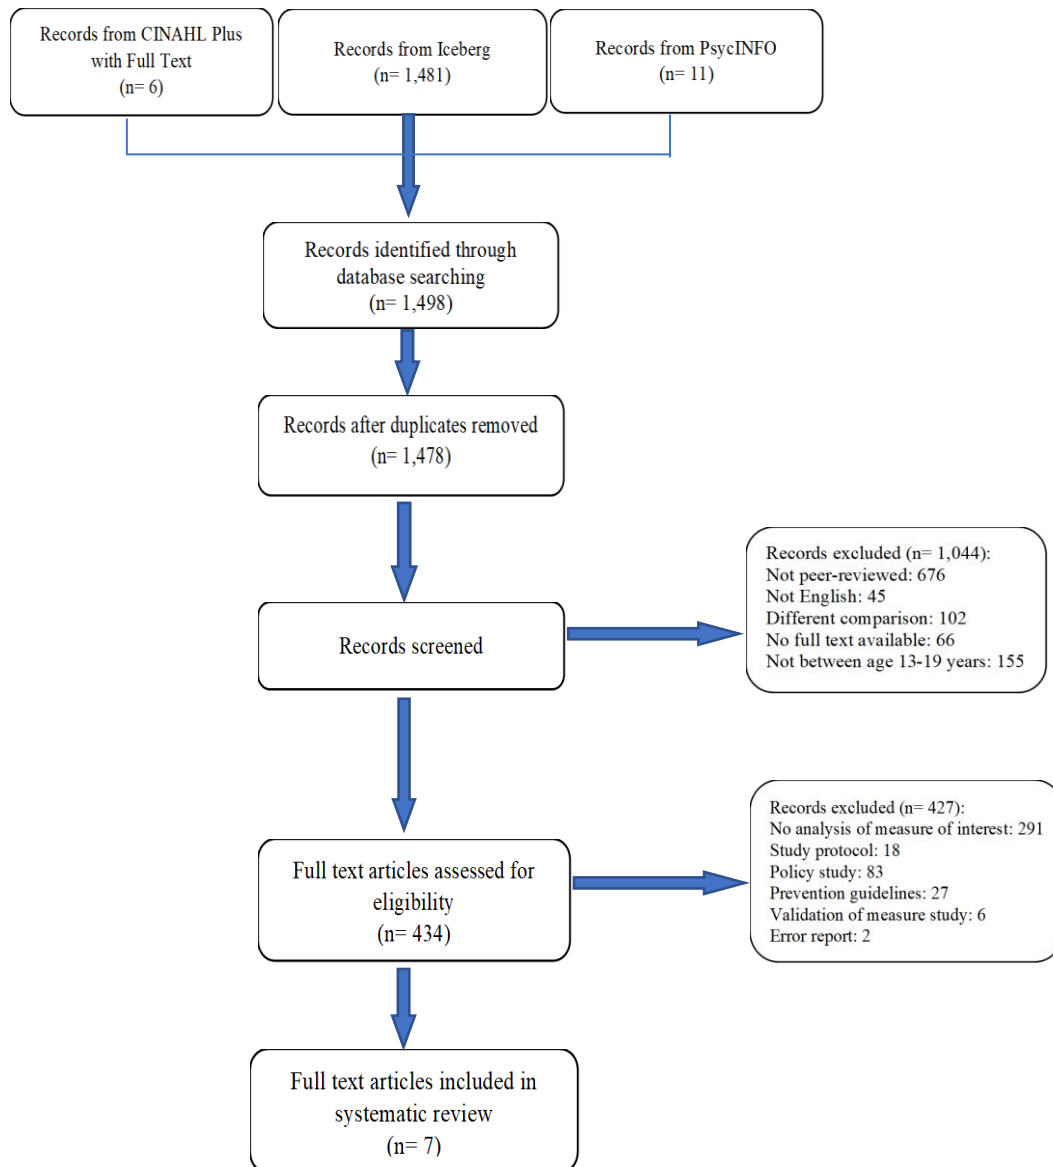 Records from CINAHL Plus
with Full Text
(n= 6)
Records from Iceberg
(n= 1,481)
Records from PsycINFO
(n= 11)
Records identified through
database searching
(n= 1,498)
Records after duplicates removed
(n= 1,478)
Records screened
Records excluded (n= 1,044):
Not peer-reviewed: 676
Not English: 45
Different comparison: 102
No full text available: 66
Not between age 13-19 years: 155
Full text articles assessed for
eligibility
(n= 434)
Records excluded (n= 427):
No analysis of measure of interest: 291
Study protocol: 18
Policy study: 83
Prevention guidelines: 27
Validation of measure study: 6
Error report: 2
Full text articles included in
systematic review
(n= 7)